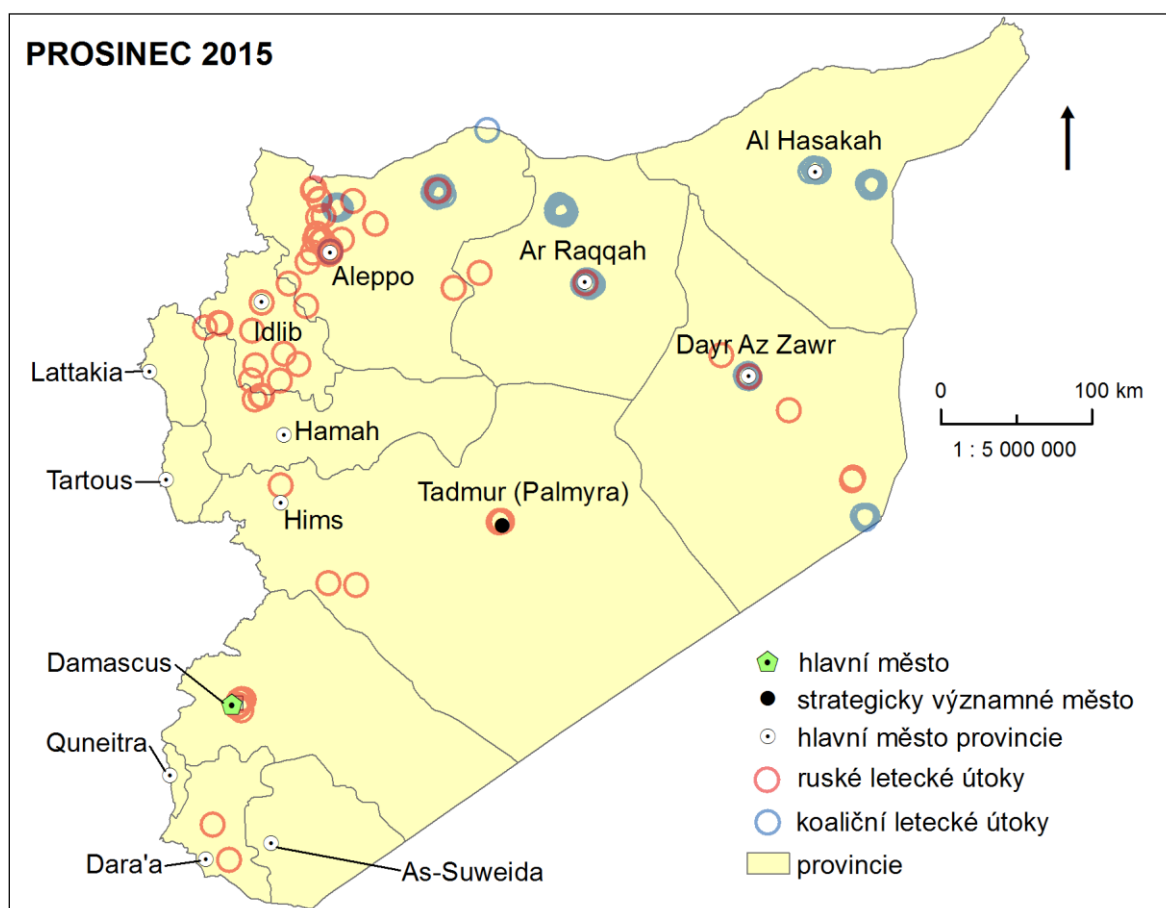 PROSINEC 2015
Al Hasakah
Ar Raqqah
Aleppo
Idlib
Dayr Az Zawr
Lattakia
0 100 km
1 : 5 000 000
Hamah
Tartous
Tadmur (Palmyra)
Hims
Damascus
Quneitra
Dara'a
As-Suweida
hlavní město
strategicky významné město
hlavní město provincie
ruské letecké útoky
koaliční letecké útoky
provincie